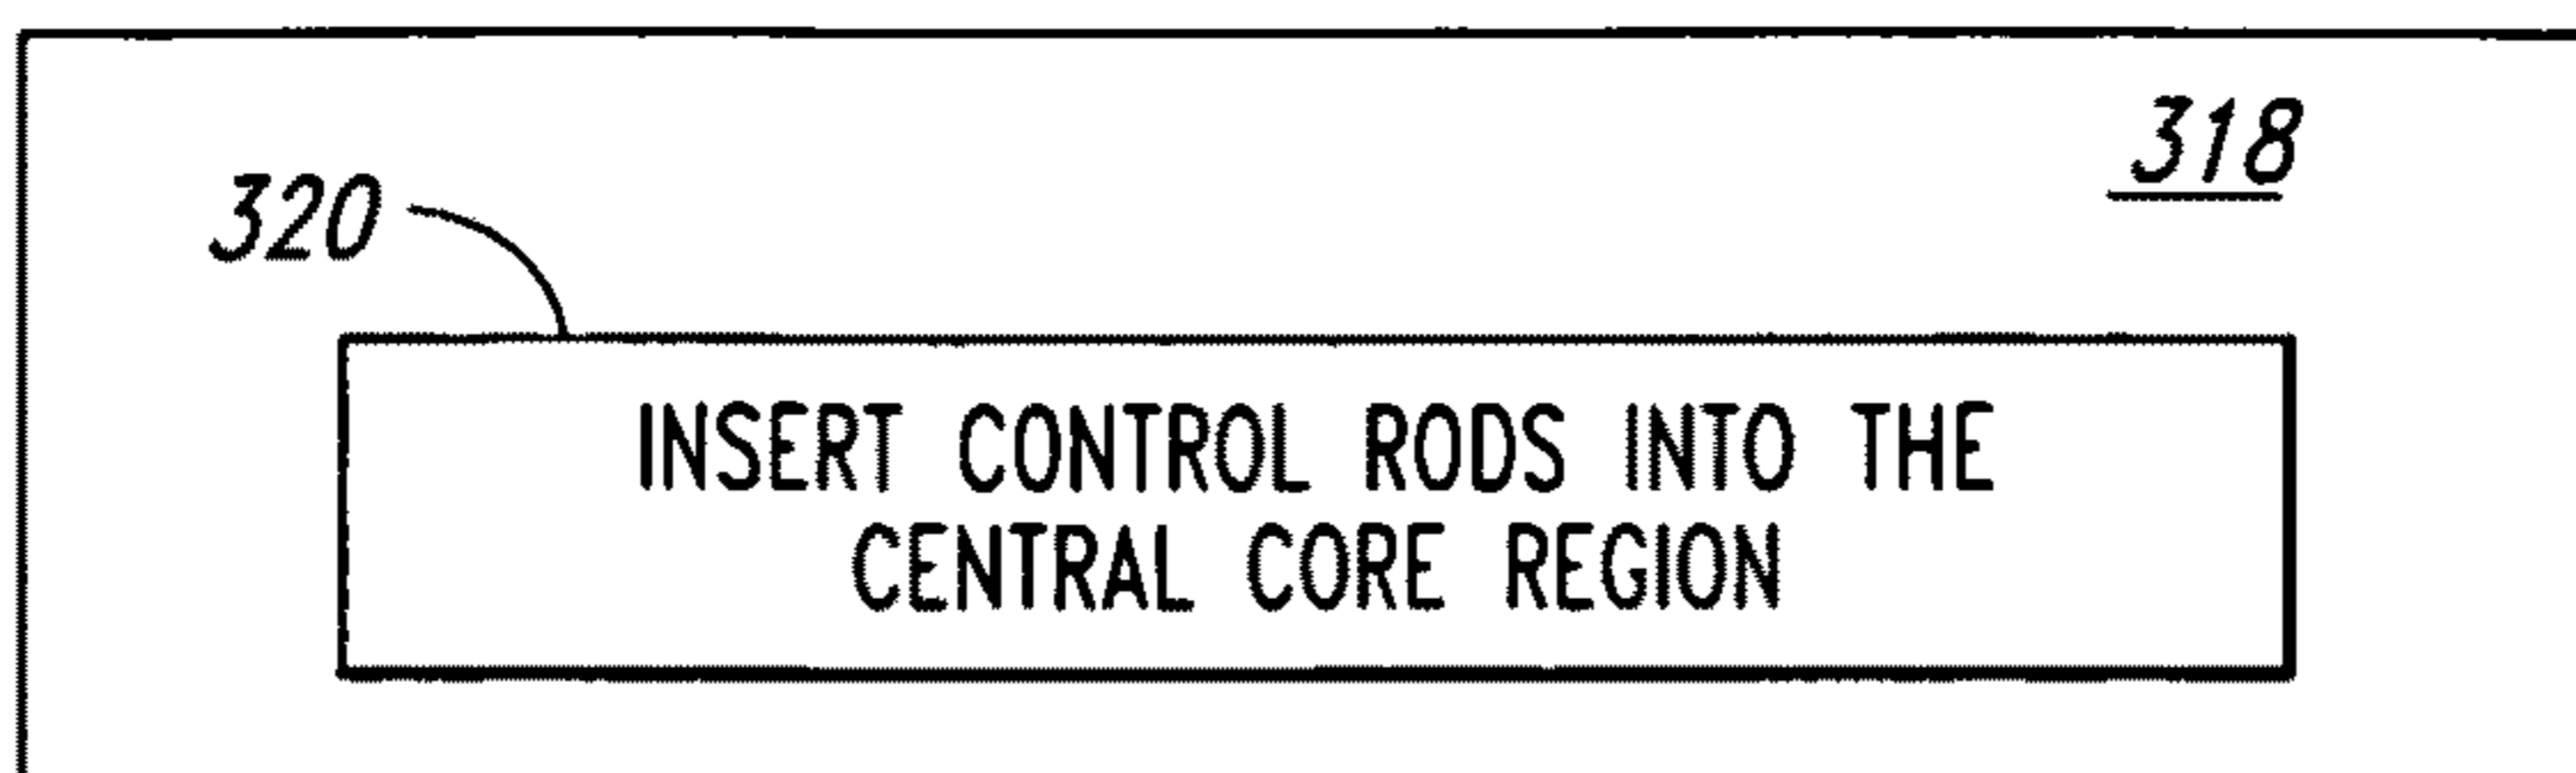 318
320
INSERT CONTROL RODS INTO THE
CENTRAL CORE REGION